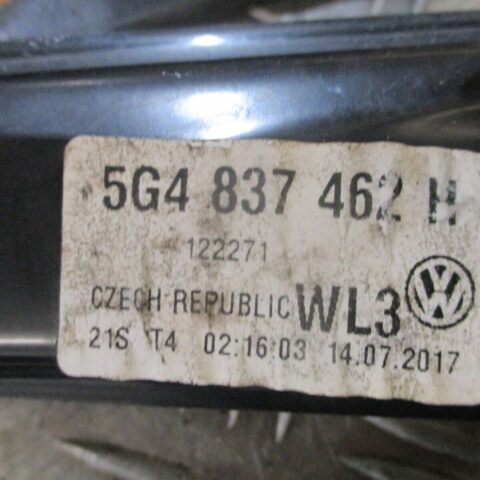 5G4 837 462 H
122271
CZECH REPUBLIC WL3
21S T4 02:16:03 14.07.2017